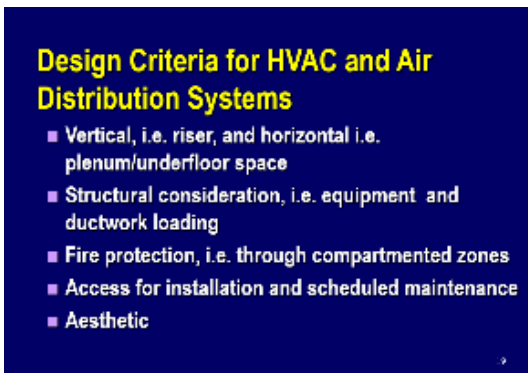 Design Criteria for HVAC and Air
Distribution Systems
Vertical, i.e. riser, and horizontal i.e.
plenum/underfloor space
Structural consideration, i.e. equipment and
ductwork loading
Fire protection, i.e. through compartmented zones
Access for installation and scheduled maintenance
Aesthetic
9